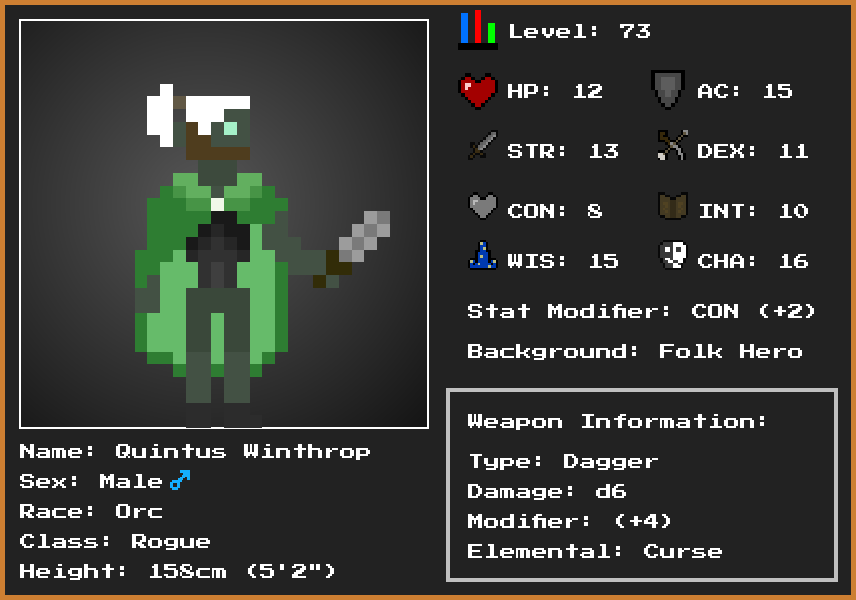 Level: 73
HP: 12 AC: 15
STR: 13 DEX: 11
CON: 8 INT: 10
WIS: 15 CHA: 16
Stat Modifier: CON (+2)
Background: Folk Hero
Weapon Information:
Type: Dagger
Damage: d6
Modifier: (+4)
Elemental: Curse
Name: Quintus Winthrop
Sex: Male♂
Race: Orc
Class: Rogue
Height: 158cm (5'2")